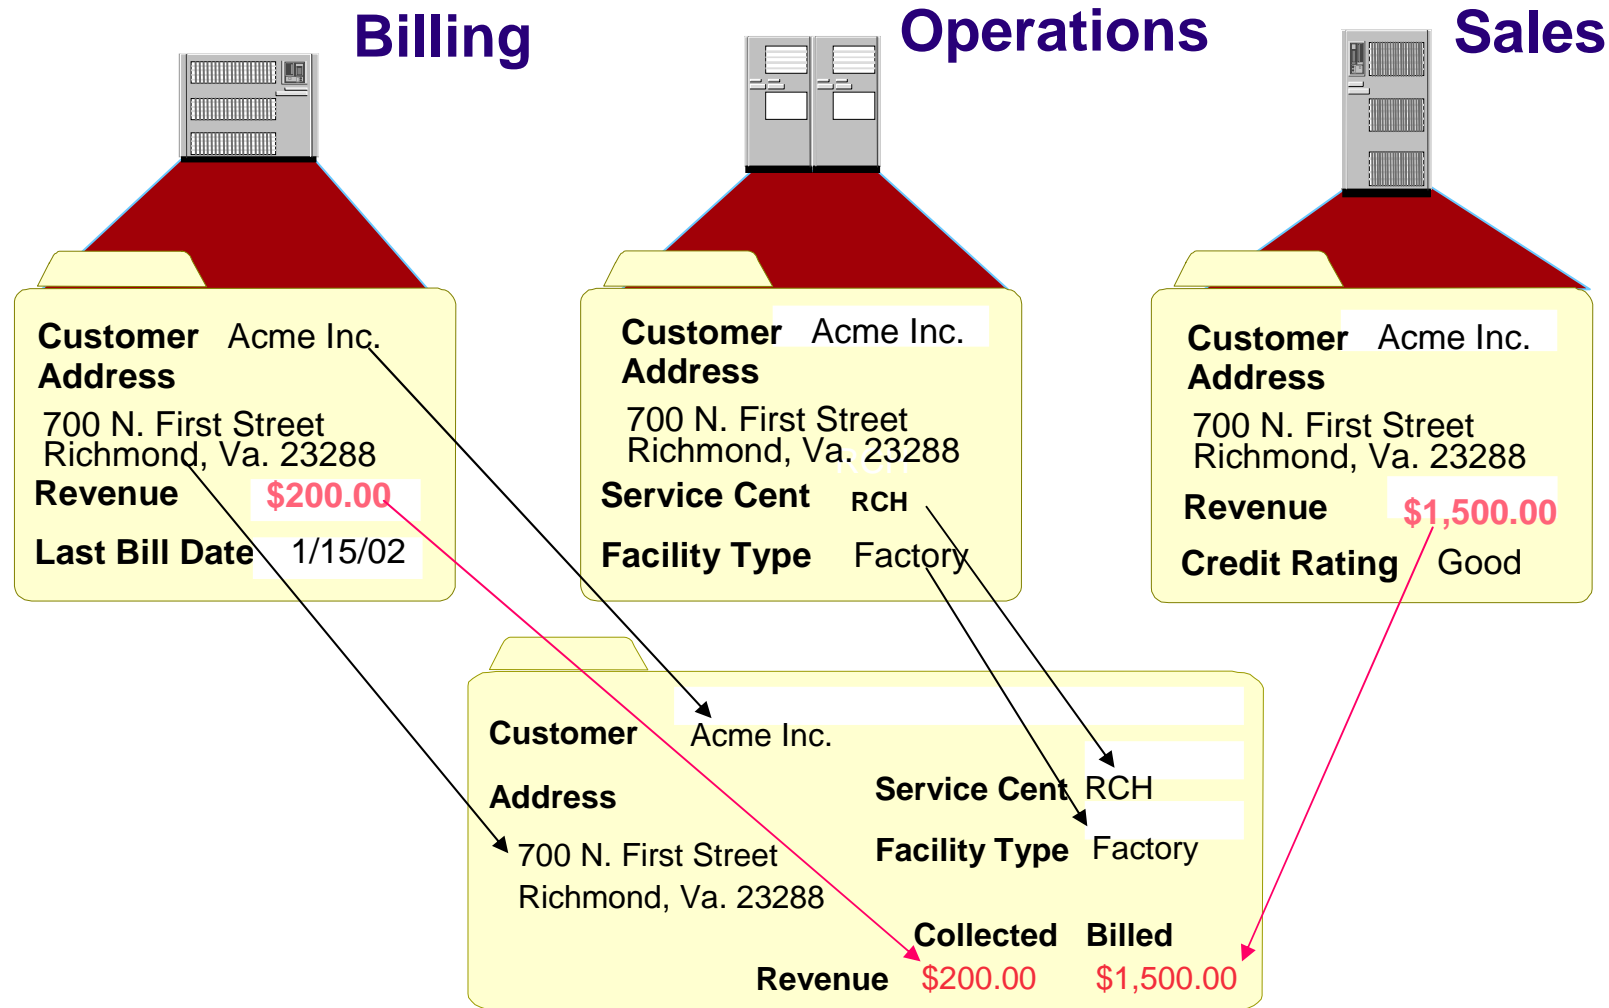 Billing
Operations
Sales
Customer Acme Inc.
Address
700 N. First Street
Richmond, Va. 23288
Revenue $200.00
Last Bill Date 1/15/02
Customer Acme Inc.
Address
700 N. First Street
Richmond, Va. 23288
RCH
Service Cent RCH
Facility Type Factory
Customer Acme Inc.
Address
700 N. First Street
Richmond, Va. 23288
Revenue $1,500.00
Credit Rating Good
Customer Acme Inc.
Address
700 N. First Street
Richmond, Va. 23288
Service Cent RCH
Facility Type Factory
Collected Billed
Revenue $200.00 $1,500.00